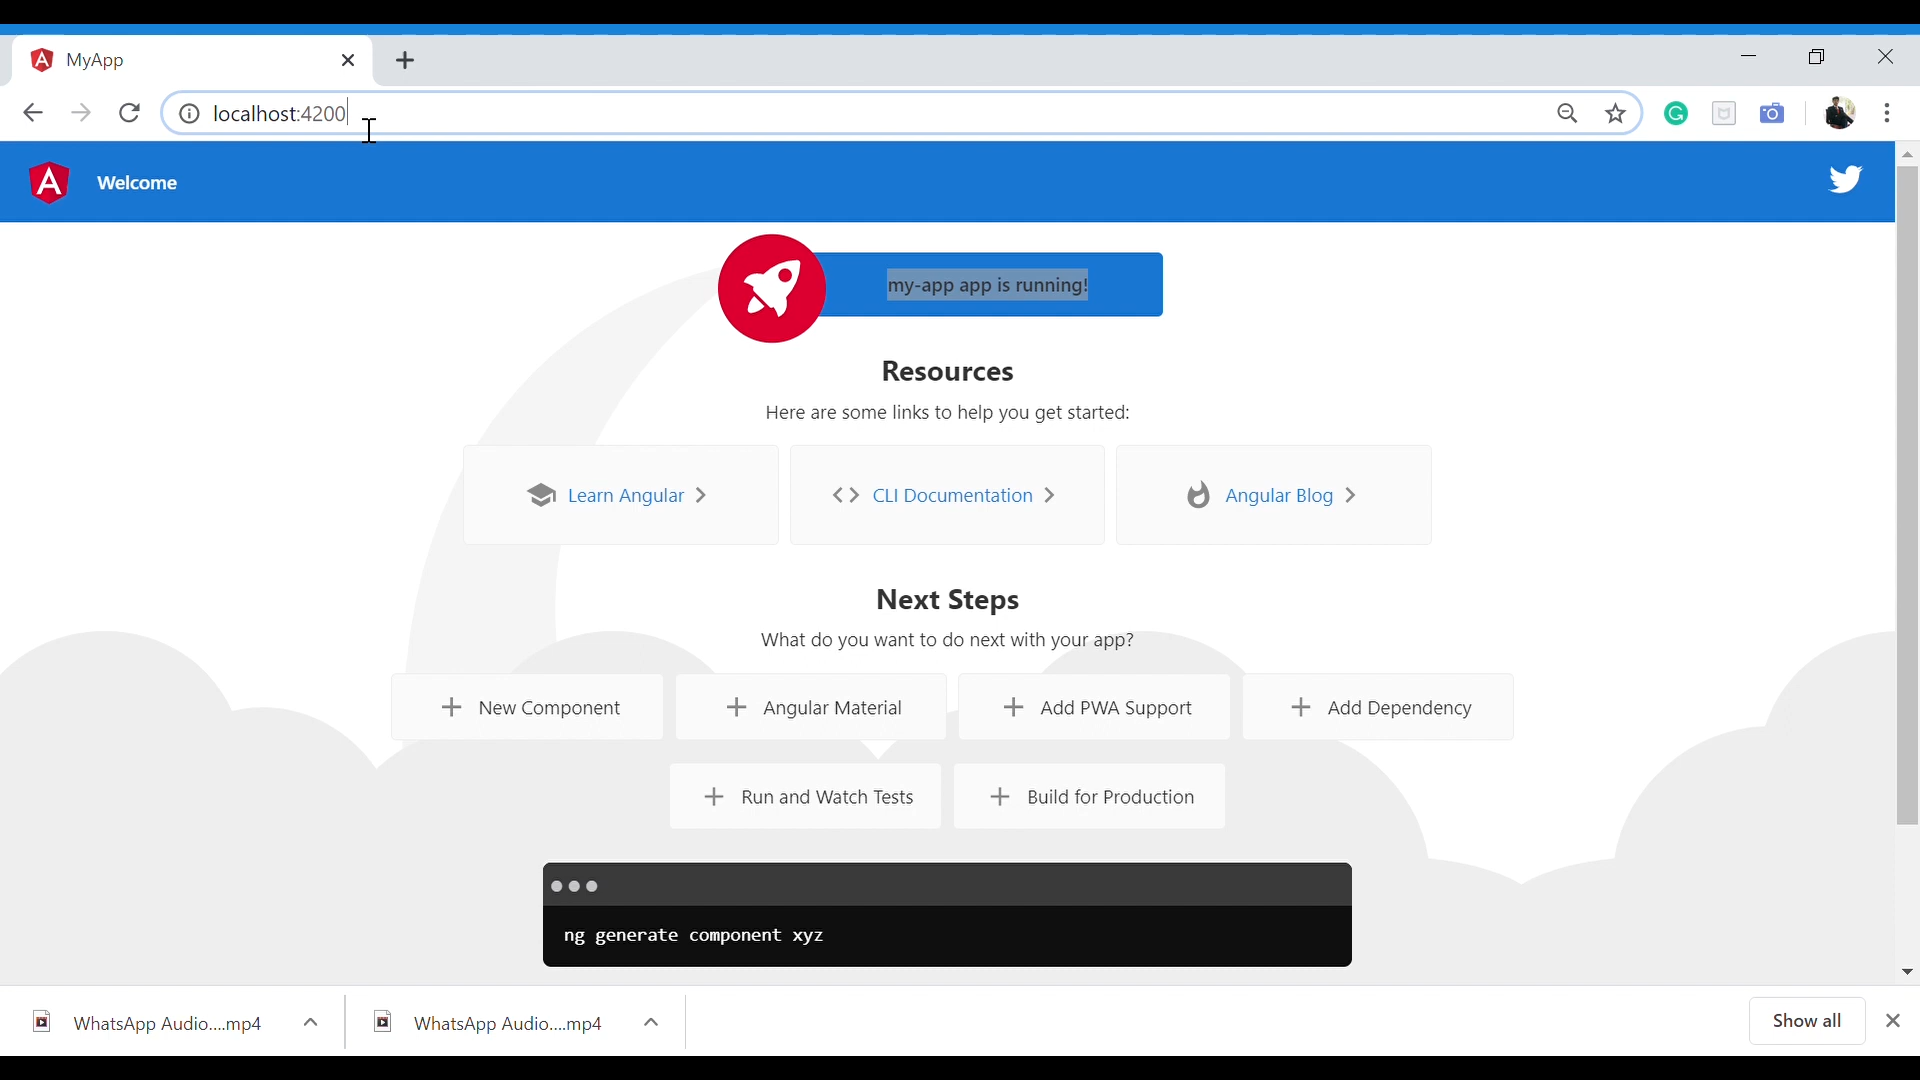 MyApp
localhost:4200
Welcome
my-app app is running!
Resources
Here are some links to help you get started:
Learn Angular
CLI Documentation
Angular Blog
Next Steps
What do you want to do next with your app?
New Component
Angular Material
Add PWA Support
Add Dependency
Run and Watch Tests
Build for Production
ng generate component xyz
WhatsApp Audio....mp4
WhatsApp Audio....mp4
Show all